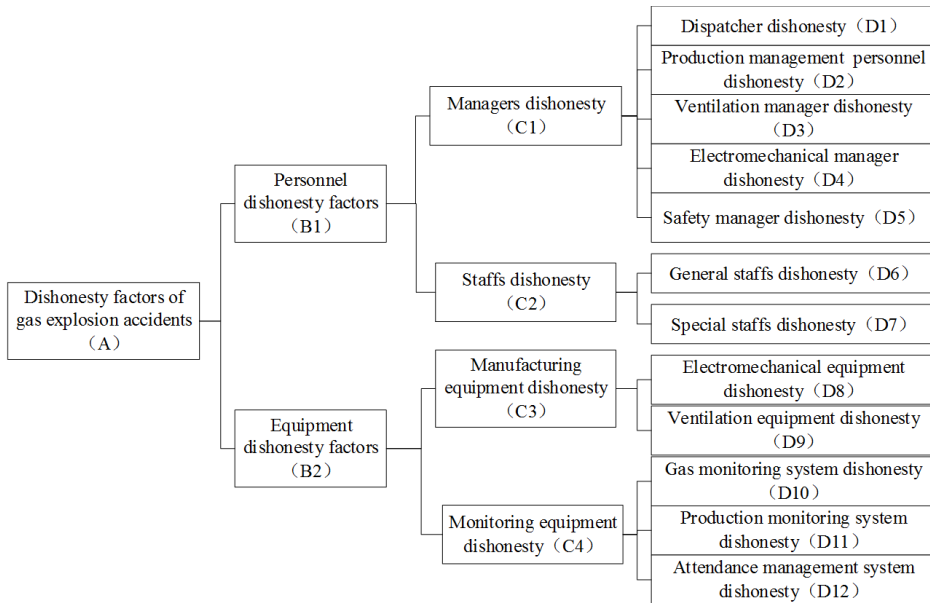 Dishonesty factors of
gas explosion accidents
（A）
Personnel
dishonesty factors
（B1）
Equipment
dishonesty factors
（B2）
Managers dishonesty
（C1）
Staffs dishonesty
（C2）
Manufacturing
equipment dishonesty
（C3）
Monitoring equipment
dishonesty（C4）
Dispatcher dishonesty（D1）
Production management personnel
dishonesty（D2）
Ventilation manager dishonesty
（D3）
Electromechanical manager
dishonesty（D4）
Safety manager dishonesty（D5）
General staffs dishonesty（D6）
Special staffs dishonesty（D7）
Electromechanical equipment
dishonesty（D8）
Ventilation equipment dishonesty
（D9）
Gas monitoring system dishonesty
（D10）
Production monitoring system
dishonesty（D11）
Attendance management system
dishonesty（D12）